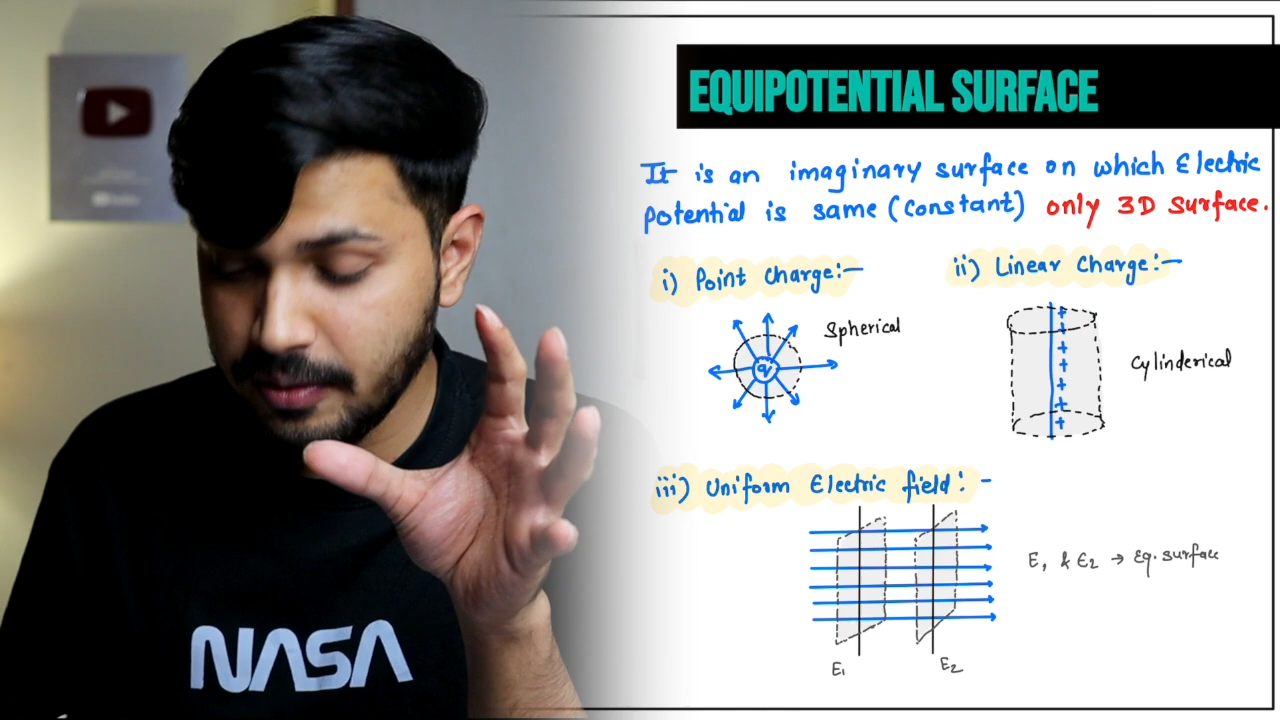 EQUIPOTENTIAL SURFACE
It is an imaginary surface on which Electric
Potential is same (constant) only 3D surface.
i) Point charge:-
ii) Linear charge:-
Spherical
q
+
+
+
+
+
+
Cylinderical
iii) Uniform Electric field:-
E1 & E2 → Eq. surface
E1
E2
NASA